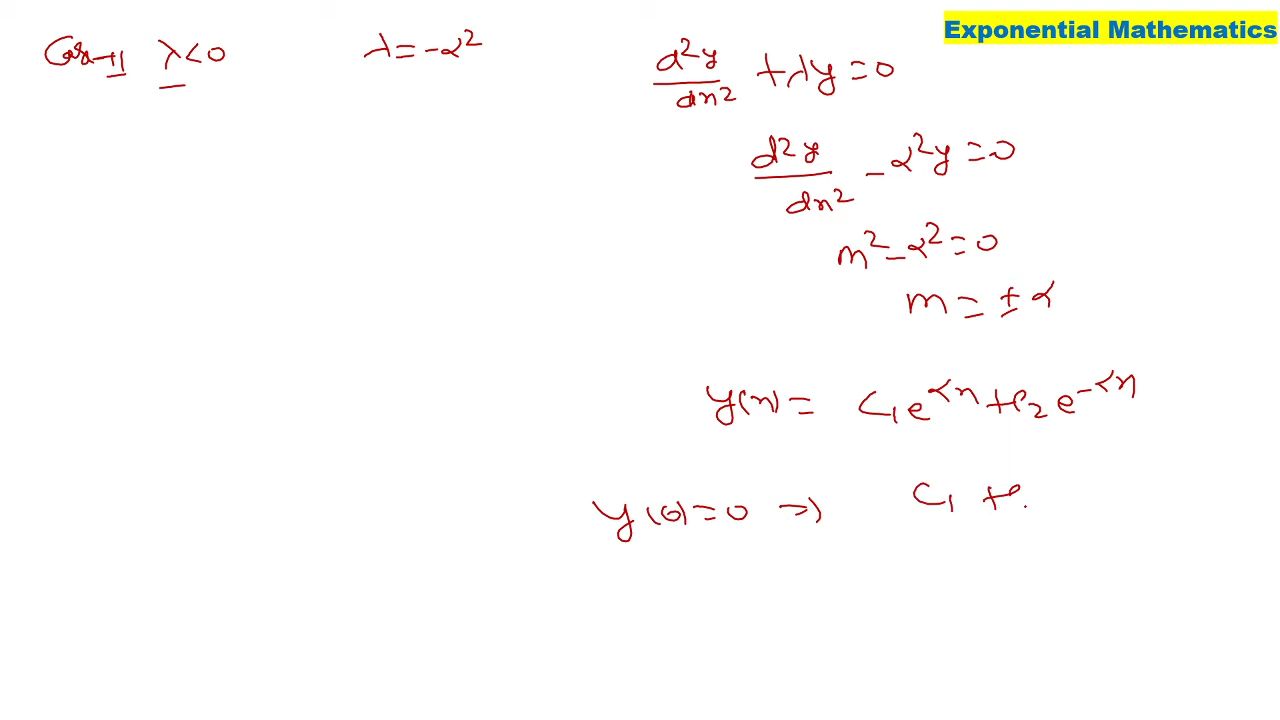 Exponential Mathematics
Case-II λ<0 λ=-α²
d²y/dx² + λy = 0
d²y/dx² - α²y = 0
m² - α² = 0
m = ± α
y(x) = C₁e^αx + C₂e^-αx
y(0)=0 ⇒ C₁ + C